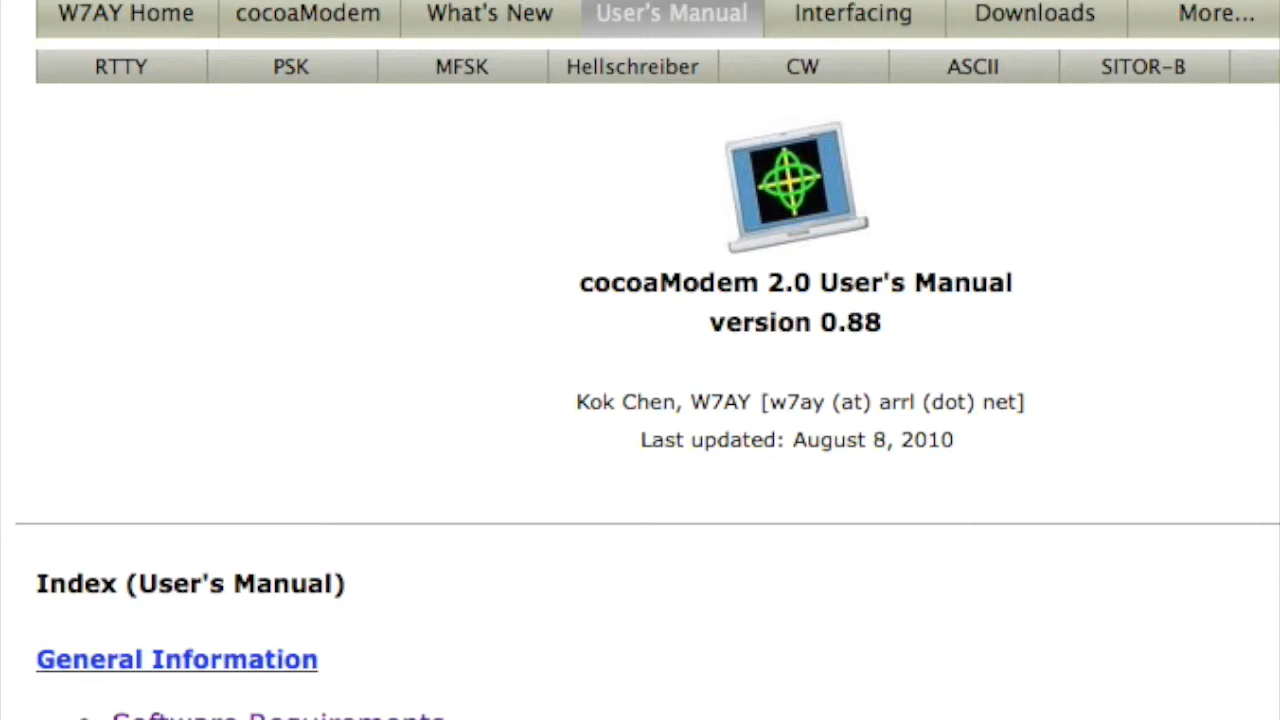 W7AY Home cocoaModem What's New User's Manual Interfacing Downloads More...
RTTY PSK MFSK Hellschreiber CW ASCII SITOR-B
cocoaModem 2.0 User's Manual
version 0.88
Kok Chen, W7AY [w7ay (at) arrl (dot) net]
Last updated: August 8, 2010
Index (User's Manual)
General Information
• Software Requirements